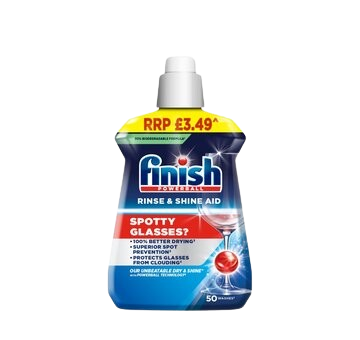 RRP £3.49^
finish
POWERBALL
RINSE & SHINE AID
SPOTTY
GLASSES?
• 100% BETTER DRYING*
• SUPERIOR SPOT
PREVENTION*
• PROTECTS GLASSES
FROM CLOUDING*
OUR UNBEATABLE DRY & SHINE*
POWERBALL TECHNOLOGY
50 WASHES